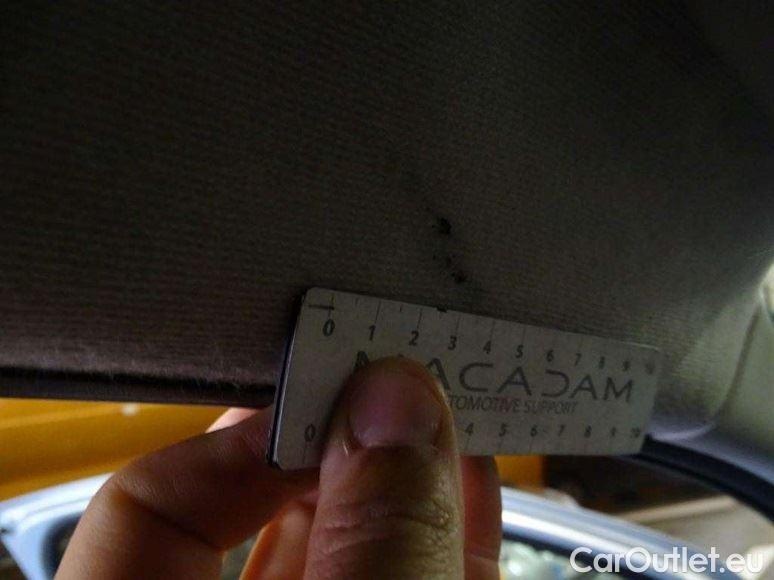 0 1 2 3 4 5 6 7 8 9 10
MACADAM
AUTOMOTIVE SUPPORT
0 4 5 6 7 8 9 10
CarOutlet.eu